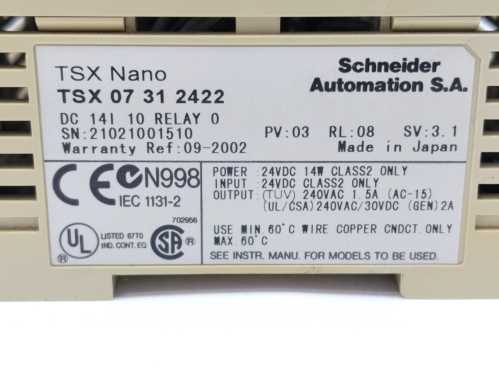 TSX Nano
TSX 07 31 2422
DC 14I 10 RELAY O
SN:21021001510
Warranty Ref:09-2002
Schneider
Automation S.A.
PV:03 RL:08 SV:3.1
Made in Japan
CE N998
IEC 1131-2
702966
UL LISTED 6770
IND. CONT. EQ
SA
POWER :24VDC 14W CLASS2 ONLY
INPUT :24VDC CLASS2 ONLY
OUTPUT:(TUV) 240VAC 1.5A (AC-15)
(UL/CSA)240VAC/30VDC (GEN)2A
USE MIN 60°C WIRE COPPER CNDCT.ONLY
MAX 60°C
SEE INSTR. MANU. FOR MODELS TO BE USED.